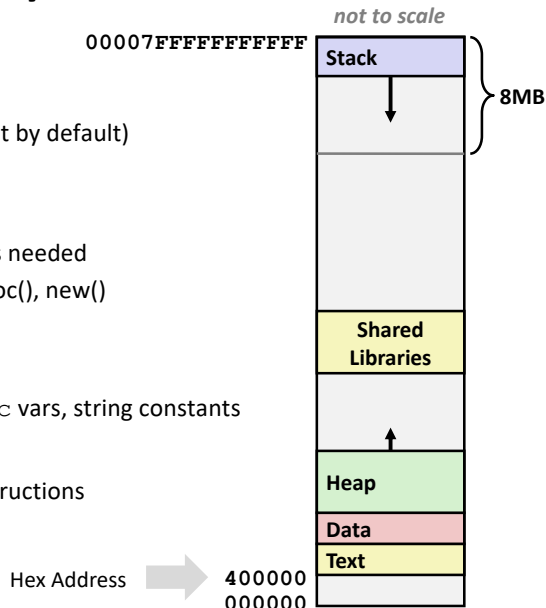 not to scale
00007FFFFFFFFFFF
Stack
8MB
t by default)
s needed
oc(), new()
Shared
Libraries
c vars, string constants
Heap
ructions
Data
Text
Hex Address
400000
000000